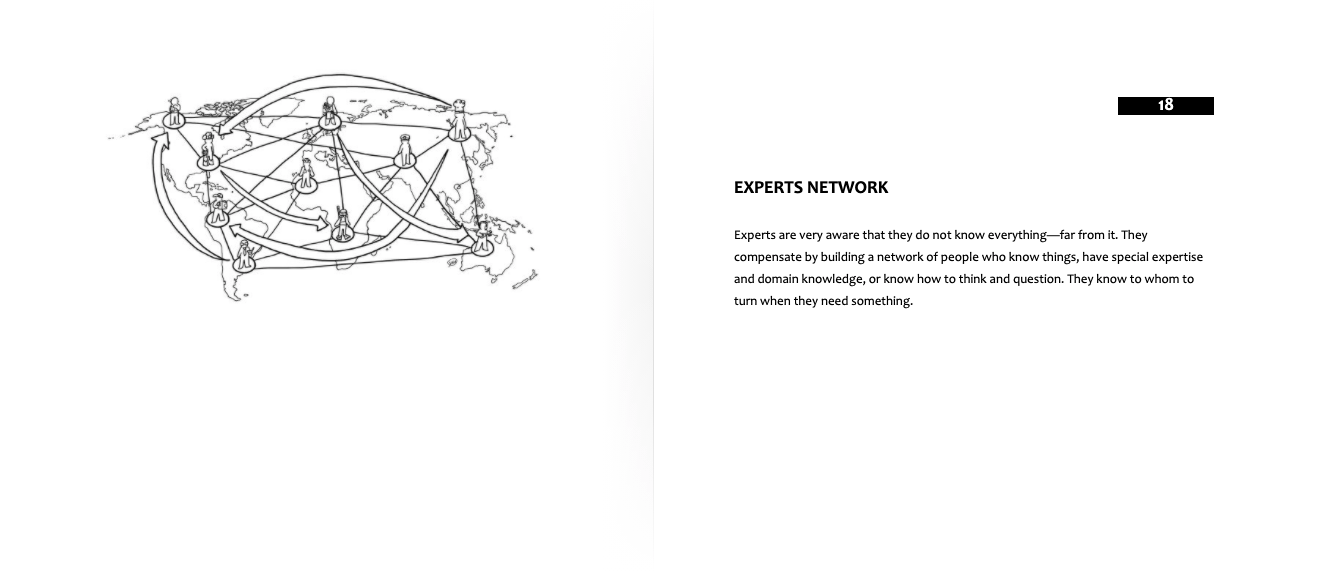 18
EXPERTS NETWORK
Experts are very aware that they do not know everything—far from it. They
compensate by building a network of people who know things, have special expertise
and domain knowledge, or know how to think and question. They know to whom to
turn when they need something.